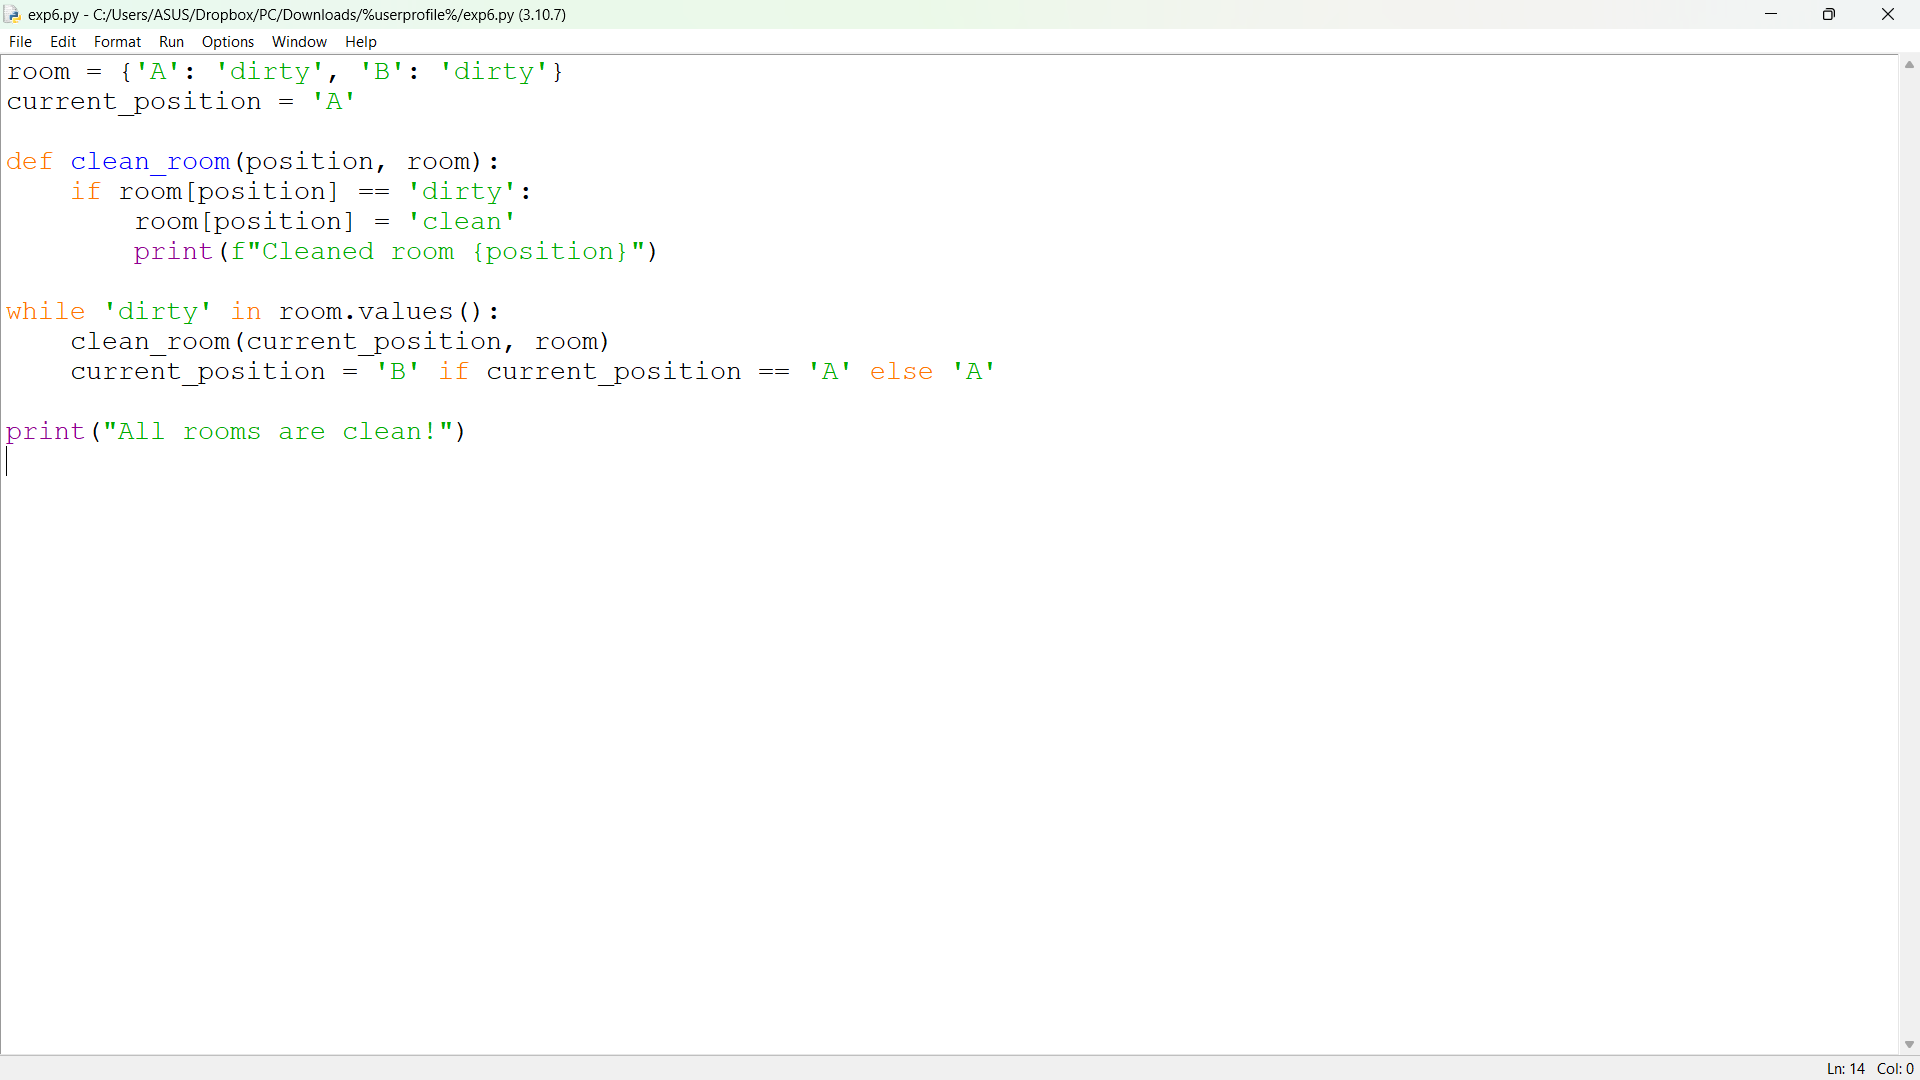 exp6.py - C:/Users/ASUS/Dropbox/PC/Downloads/%userprofile%/exp6.py (3.10.7)
File Edit Format Run Options Window Help
room = {'A': 'dirty', 'B': 'dirty'}
current_position = 'A'

def clean_room(position, room):
    if room[position] == 'dirty':
        room[position] = 'clean'
        print(f"Cleaned room {position}")

while 'dirty' in room.values():
    clean_room(current_position, room)
    current_position = 'B' if current_position == 'A' else 'A'

print("All rooms are clean!")
Ln: 14 Col: 0